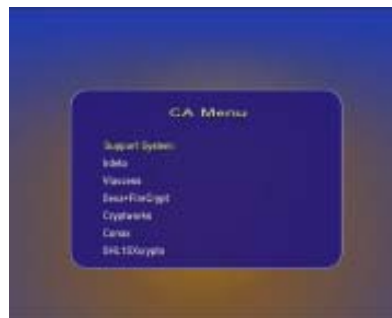 CA Menu
Support System
Irdeto
Viaccess
Cryptoworks
Conax